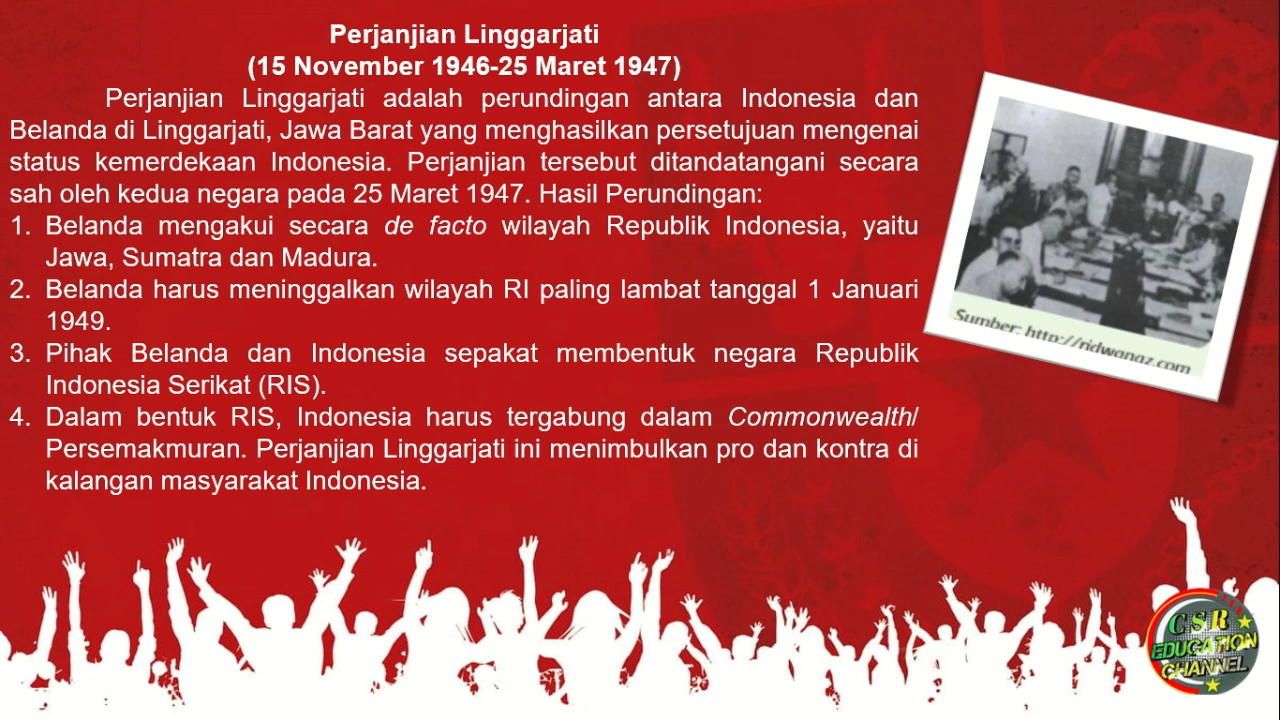 Perjanjian Linggarjati
(15 November 1946-25 Maret 1947)
Perjanjian Linggarjati adalah perundingan antara Indonesia dan
Belanda di Linggarjati, Jawa Barat yang menghasilkan persetujuan mengenai
status kemerdekaan Indonesia. Perjanjian tersebut ditandatangani secara
sah oleh kedua negara pada 25 Maret 1947. Hasil Perundingan:
1. Belanda mengakui secara de facto wilayah Republik Indonesia, yaitu
Jawa, Sumatra dan Madura.
2. Belanda harus meninggalkan wilayah RI paling lambat tanggal 1 Januari
1949.
3. Pihak Belanda dan Indonesia sepakat membentuk negara Republik
Indonesia Serikat (RIS).
4. Dalam bentuk RIS, Indonesia harus tergabung dalam Commonwealth/
Persemakmuran. Perjanjian Linggarjati ini menimbulkan pro dan kontra di
kalangan masyarakat Indonesia.
Sumber: http://ridwanaz.com
CSR
EDUCATION
CHANNEL